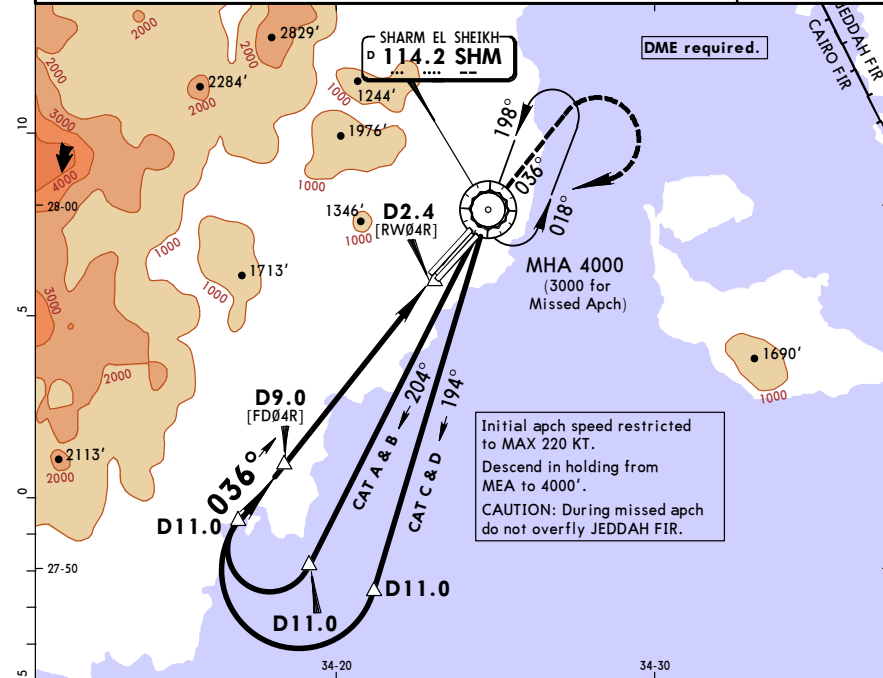 SHARM EL SHEIKH
D 114.2 SHM
DME required.
JEDDAH FIR
CAIRO FIR
2000
2829'
2000
2284'
2000
1000
1244'
3000
4000
1976'
1000
198°
036°
018°
10
28-00
1346'
1000
D2.4
[RWØ4R]
1000
1713'
1000
MHA 4000
(3000 for
Missed Apch)
3000
5
2000
1690'
1000
D9.0
[FDØ4R]
CAT A & B
204°
CAT C & D
194°
2113'
2000
036°
Initial apch speed restricted
to MAX 220 KT.
Descend in holding from
MEA to 4000'.
CAUTION: During missed apch
do not overfly JEDDAH FIR.
0
D11.0
27-50
D11.0
D11.0
5
34-20
34-30